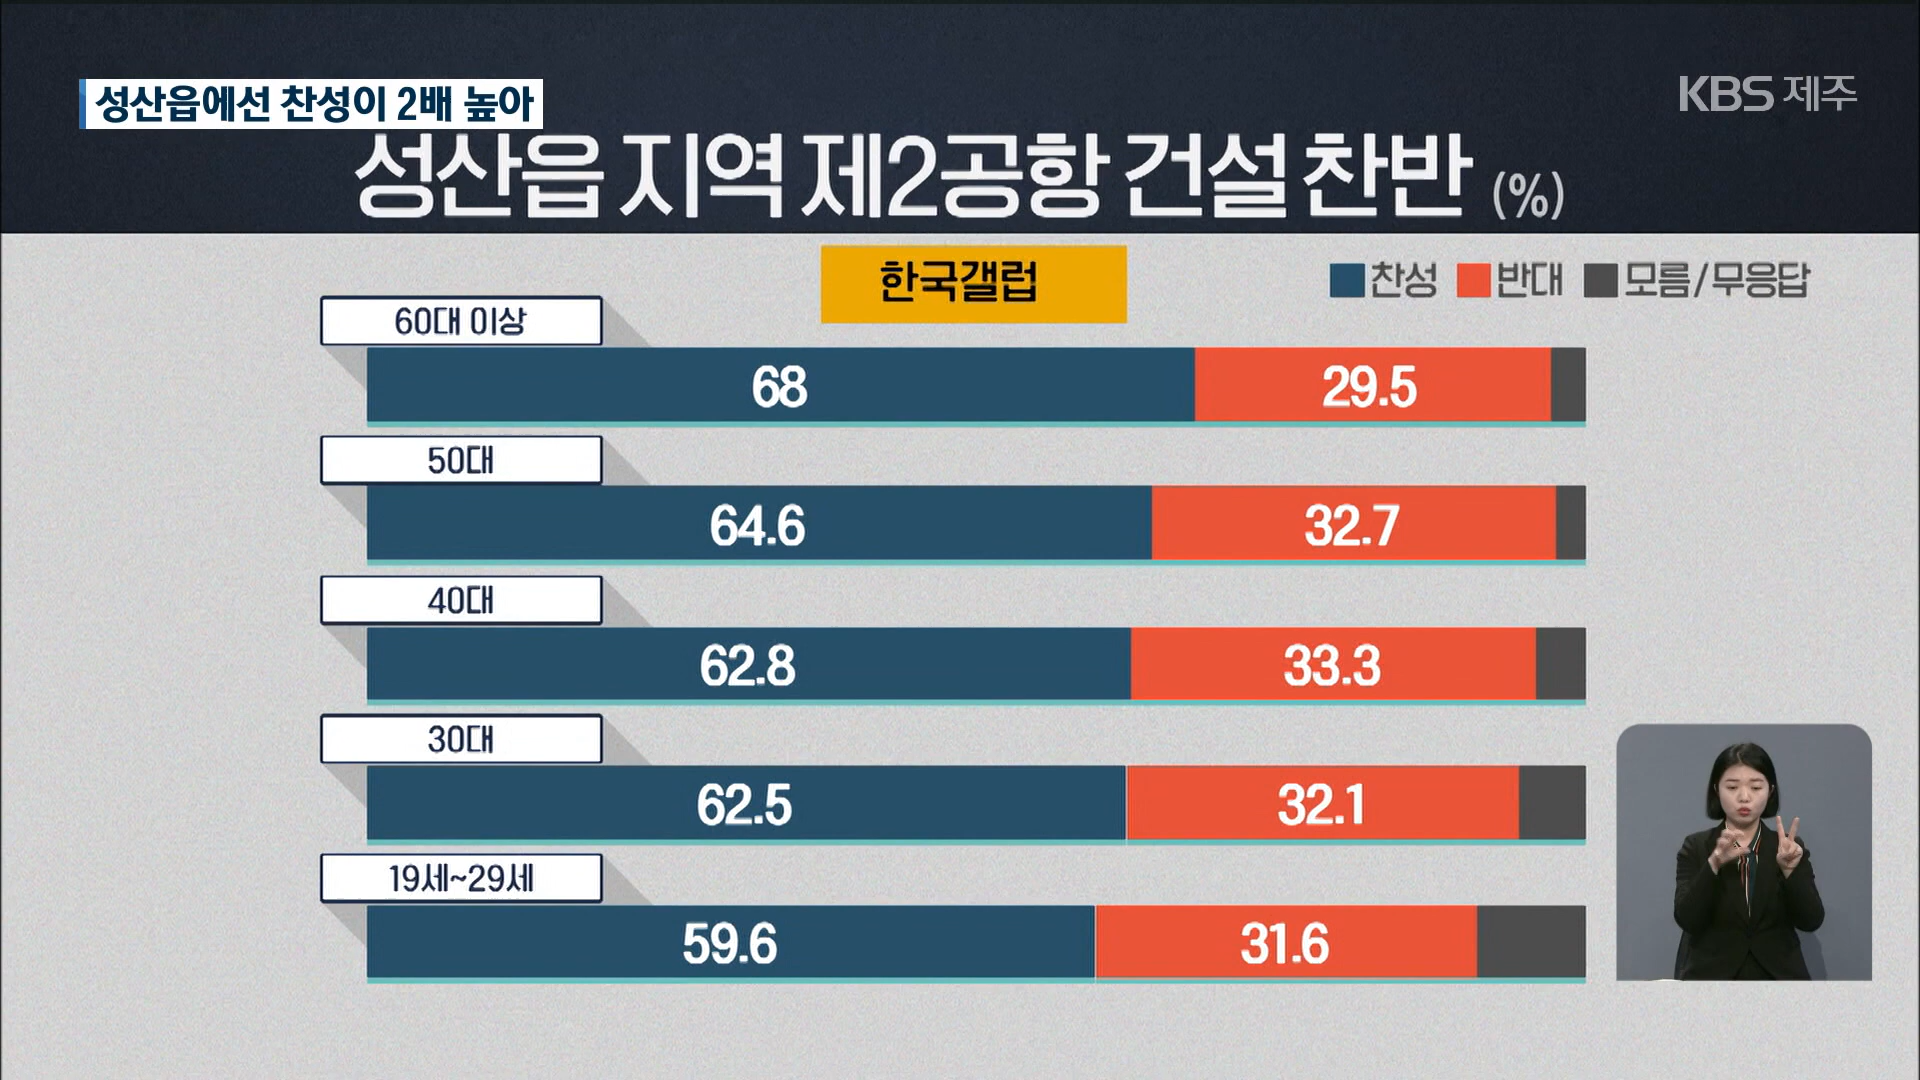 성산읍에선 찬성이 2배 높아
KBS 제주
성산읍 지역 제2공항 건설 찬반 (%)
한국갤럽
찬성 반대 모름/무응답
60대 이상
68 29.5
50대
64.6 32.7
40대
62.8 33.3
30대
62.5 32.1
19세~29세
59.6 31.6